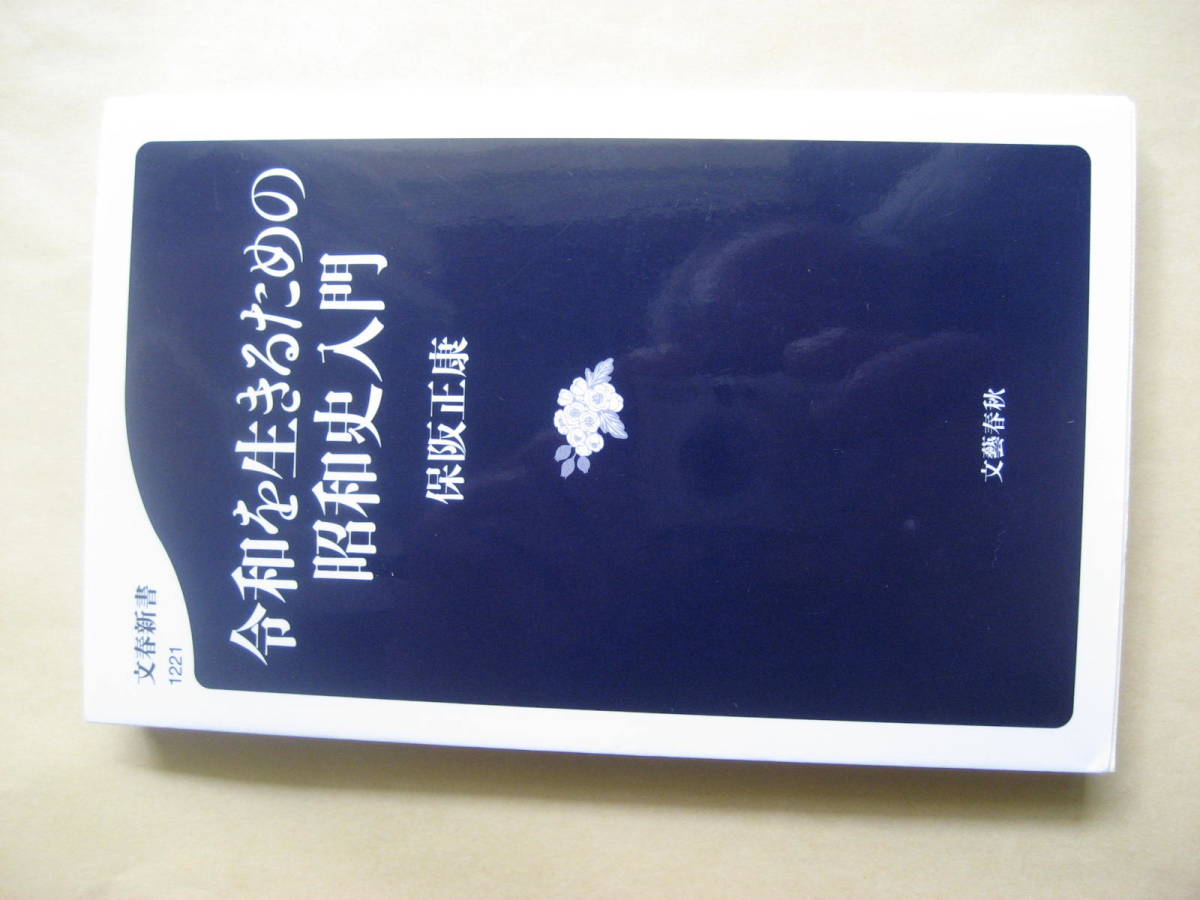 文春新書
1221
令和を生きるための
昭和史入門
保阪正康
文藝春秋